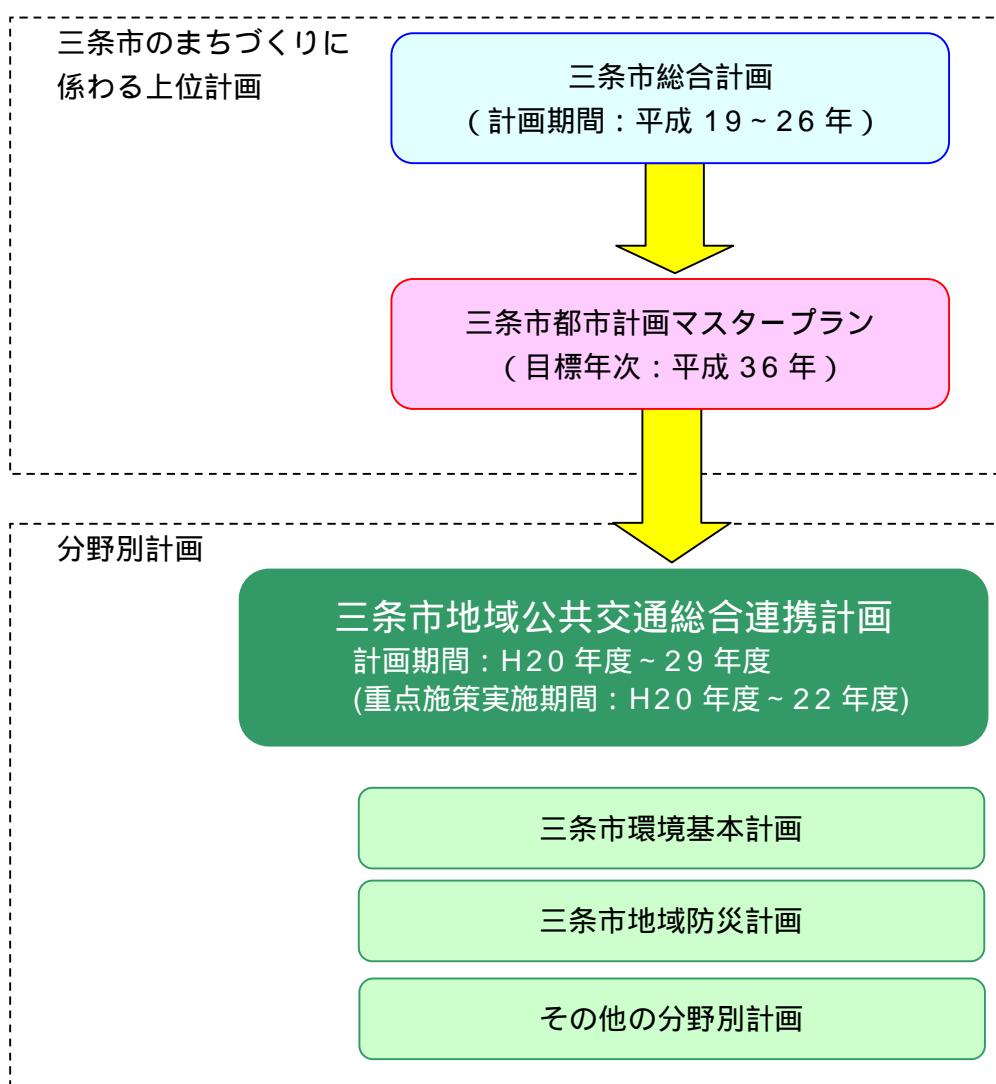 三条市のまちづくりに
係わる上位計画
三条市総合計画
（計画期間：平成 19～26 年）
三条市都市計画マスタープラン
（目標年次：平成 36 年）
分野別計画
三条市地域公共交通総合連携計画
計画期間：H20 年度～29 年度
(重点施策実施期間：H20 年度～22 年度)
三条市環境基本計画
三条市地域防災計画
その他の分野別計画